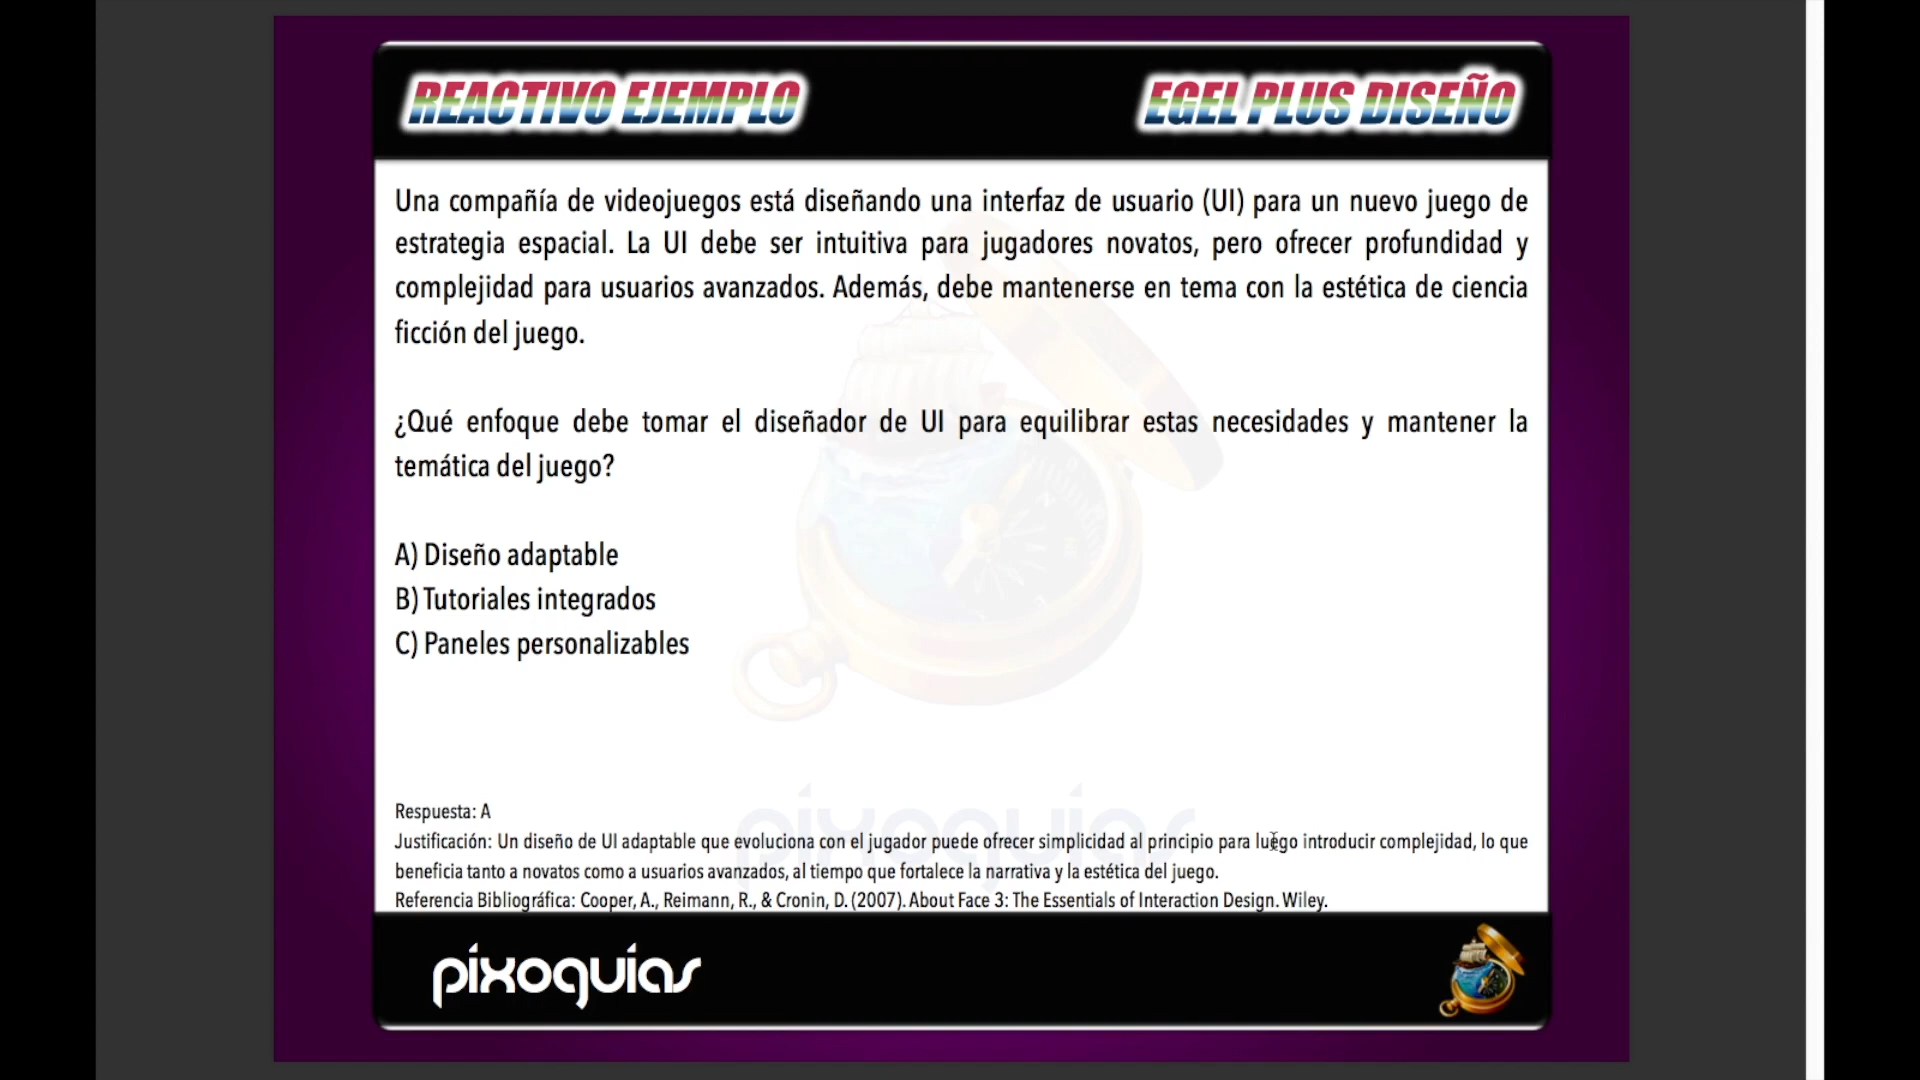 REACTIVO EJEMPLO
EGEL PLUS DISEÑO
Una compañía de videojuegos está diseñando una interfaz de usuario (UI) para un nuevo juego de
estrategia espacial. La UI debe ser intuitiva para jugadores novatos, pero ofrecer profundidad y
complejidad para usuarios avanzados. Además, debe mantenerse en tema con la estética de ciencia
ficción del juego.
¿Qué enfoque debe tomar el diseñador de UI para equilibrar estas necesidades y mantener la
temática del juego?
A) Diseño adaptable
B) Tutoriales integrados
C) Paneles personalizables
Respuesta: A
Justificación: Un diseño de UI adaptable que evoluciona con el jugador puede ofrecer simplicidad al principio para luego introducir complejidad, lo que
beneficia tanto a novatos como a usuarios avanzados, al tiempo que fortalece la narrativa y la estética del juego.
Referencia Bibliográfica: Cooper, A., Reimann, R., & Cronin, D. (2007). About Face 3: The Essentials of Interaction Design. Wiley.
pixoguias
pixoguias